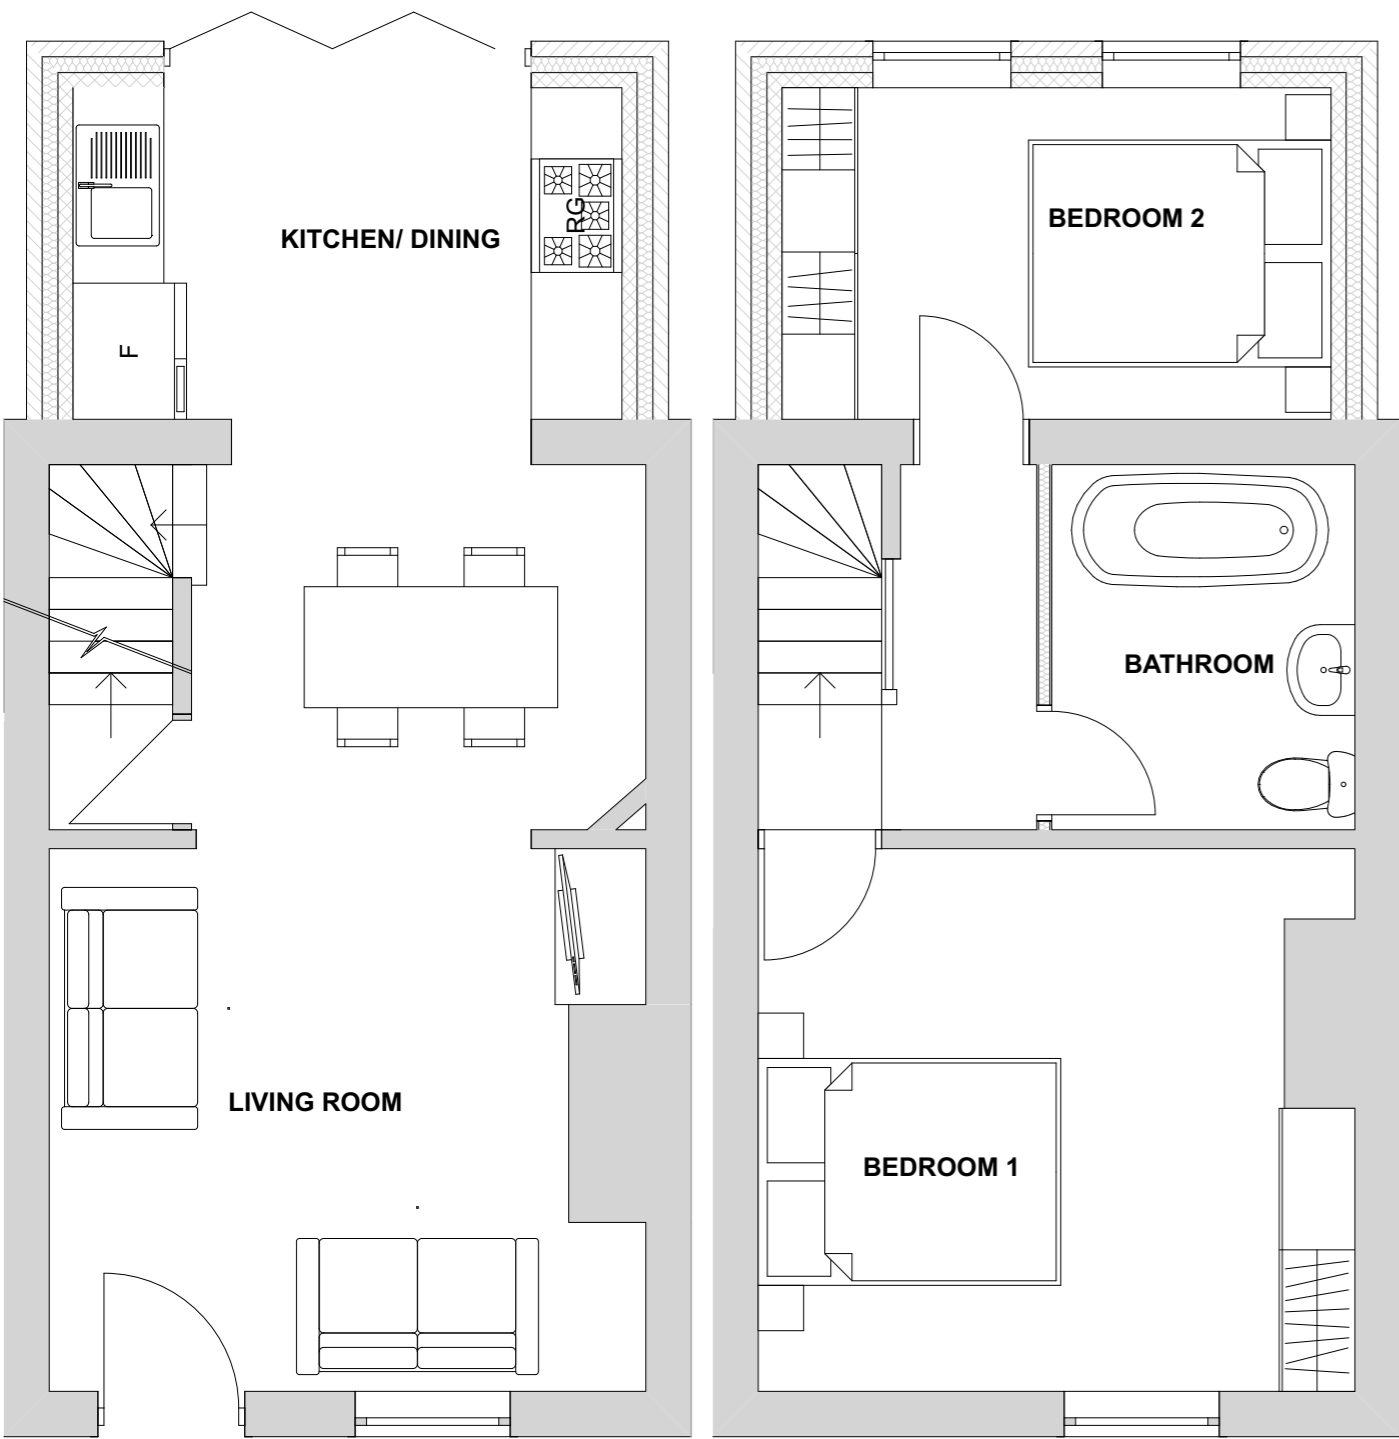 KITCHEN/ DINING
RG
F
LIVING ROOM
BEDROOM 2
BATHROOM
BEDROOM 1